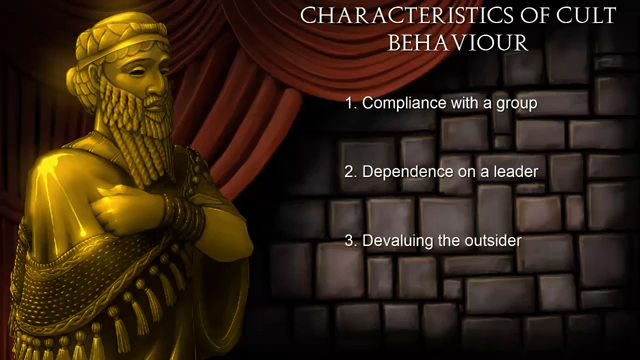 CHARACTERISTICS OF CULT
BEHAVIOUR
1. Compliance with a group
2. Dependence on a leader
3. Devaluing the outsider